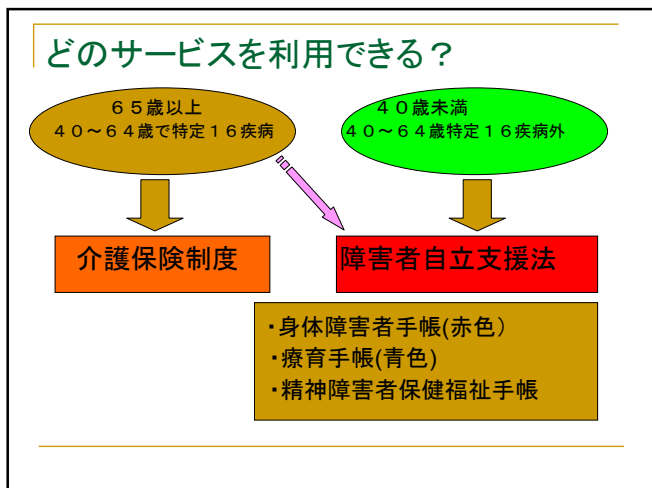 どのサービスを利用できる？
６５歳以上
４０～６４歳で特定１６疾病
４０歳未満
４０～６４歳特定１６疾病外
介護保険制度
障害者自立支援法
・身体障害者手帳(赤色）
・療育手帳(青色)
・精神障害者保健福祉手帳